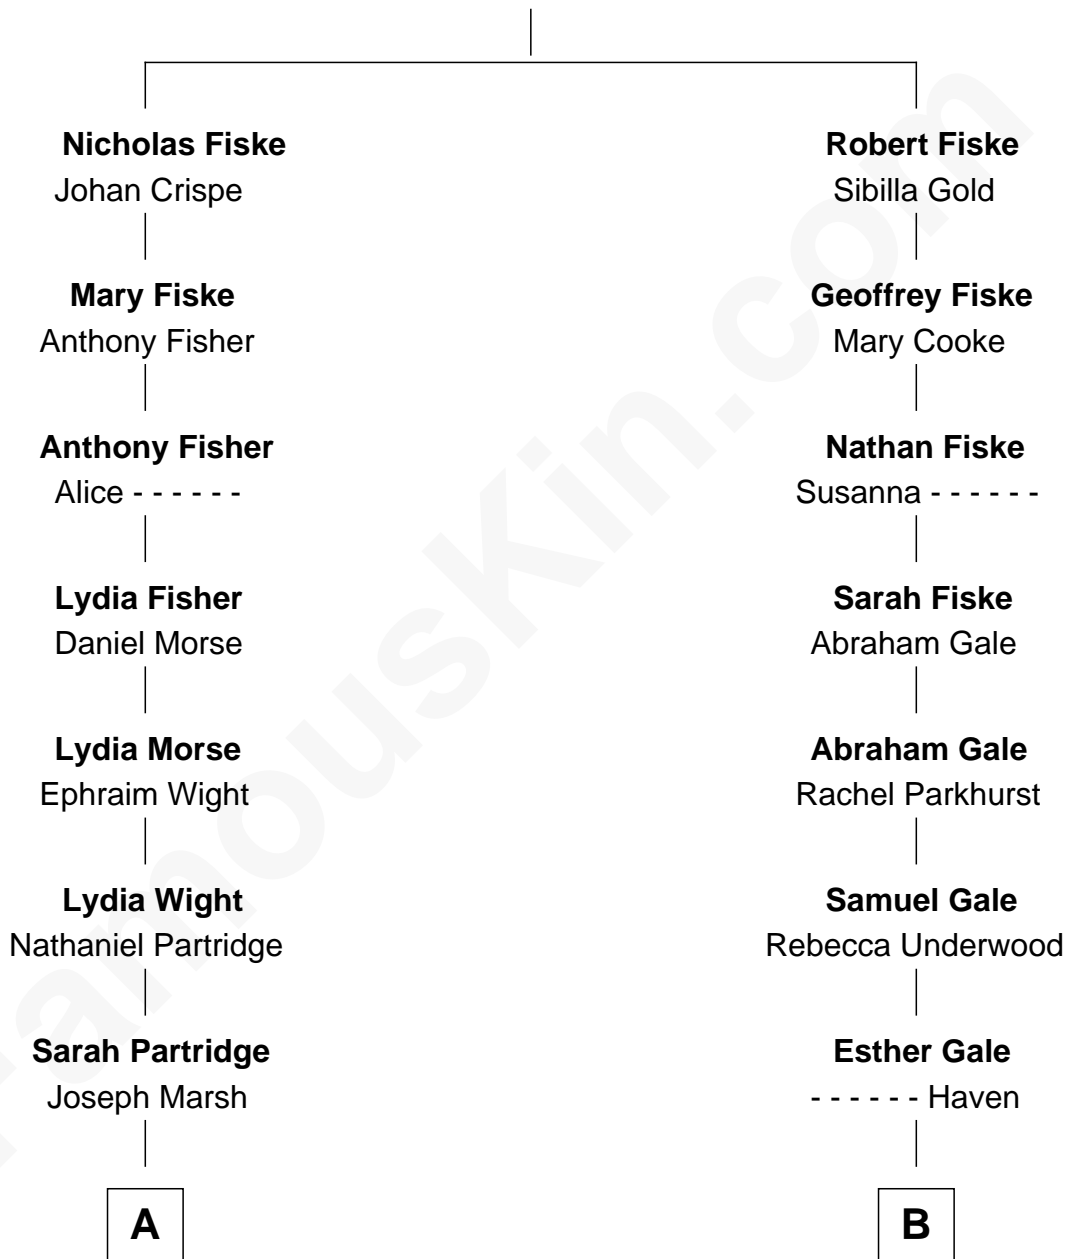 Nicholas Fiske
Johan Crispe
Mary Fiske
Anthony Fisher
Anthony Fisher
Alice - - - - - -
Lydia Fisher
Daniel Morse
Lydia Morse
Ephraim Wight
Lydia Wight
Nathaniel Partridge
Sarah Partridge
Joseph Marsh
A
Robert Fiske
Sibilla Gold
Geoffrey Fiske
Mary Cooke
Nathan Fiske
Susanna - - - - - -
Sarah Fiske
Abraham Gale
Abraham Gale
Rachel Parkhurst
Samuel Gale
Rebecca Underwood
Esther Gale
- - - - - - Haven
B
FamousKin.com